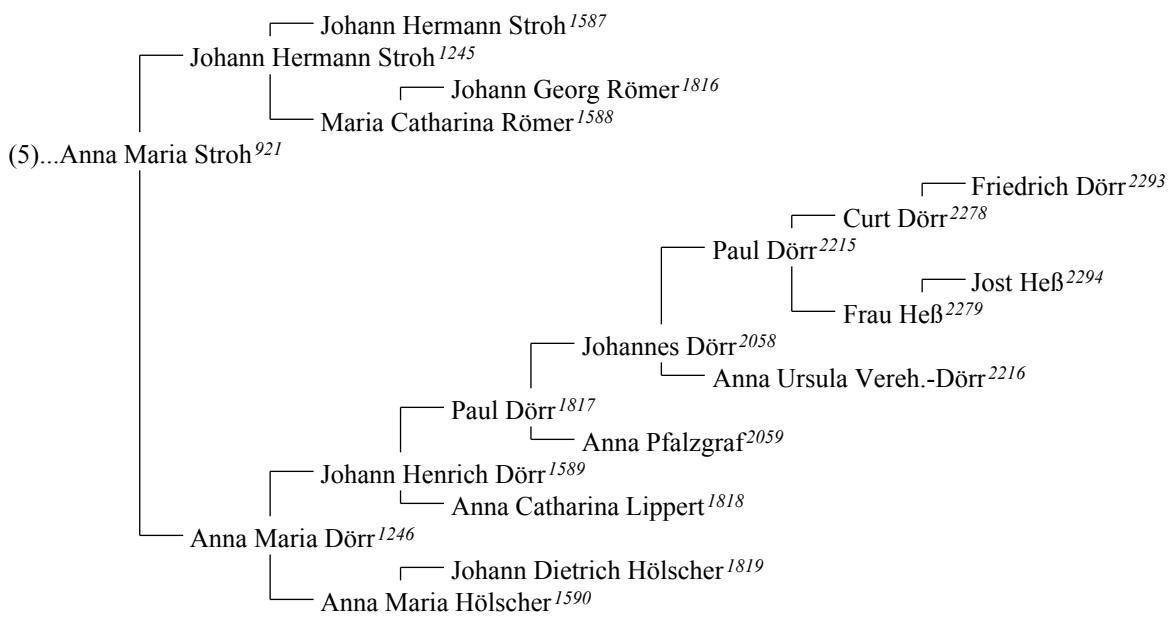 Johann Hermann Stroh1587
Johann Hermann Stroh1245
Johann Georg Römer1816
Maria Catharina Römer1588
(5)...Anna Maria Stroh921
Friedrich Dörr2293
Curt Dörr2278
Paul Dörr2215
Jost Heß2294
Frau Heß2279
Johannes Dörr2058
Anna Ursula Vereh.-Dörr2216
Paul Dörr1817
Anna Pfalzgraf2059
Johann Henrich Dörr1589
Anna Catharina Lippert1818
Anna Maria Dörr1246
Johann Dietrich Hölscher1819
Anna Maria Hölscher1590